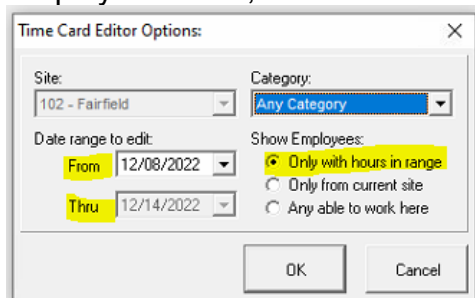 Time Card Editor Options:
Site:
102 - Fairfield
Category:
Any Category
Date range to edit:
From 12/08/2022
Thru 12/14/2022
Show Employees:
Only with hours in range
Only from current site
Any able to work here
OK
Cancel